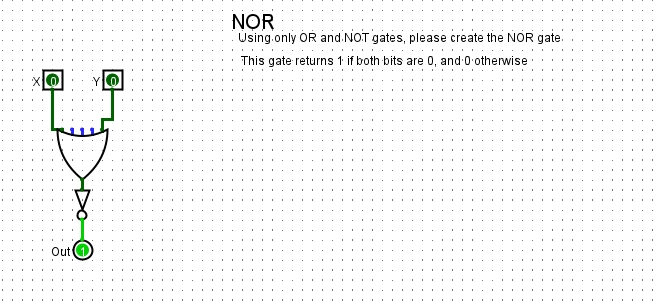 NOR
Using only OR and NOT gates, please create the NOR gate
This gate returns 1 if both bits are 0, and 0 otherwise
X 0 Y 0
Out 1